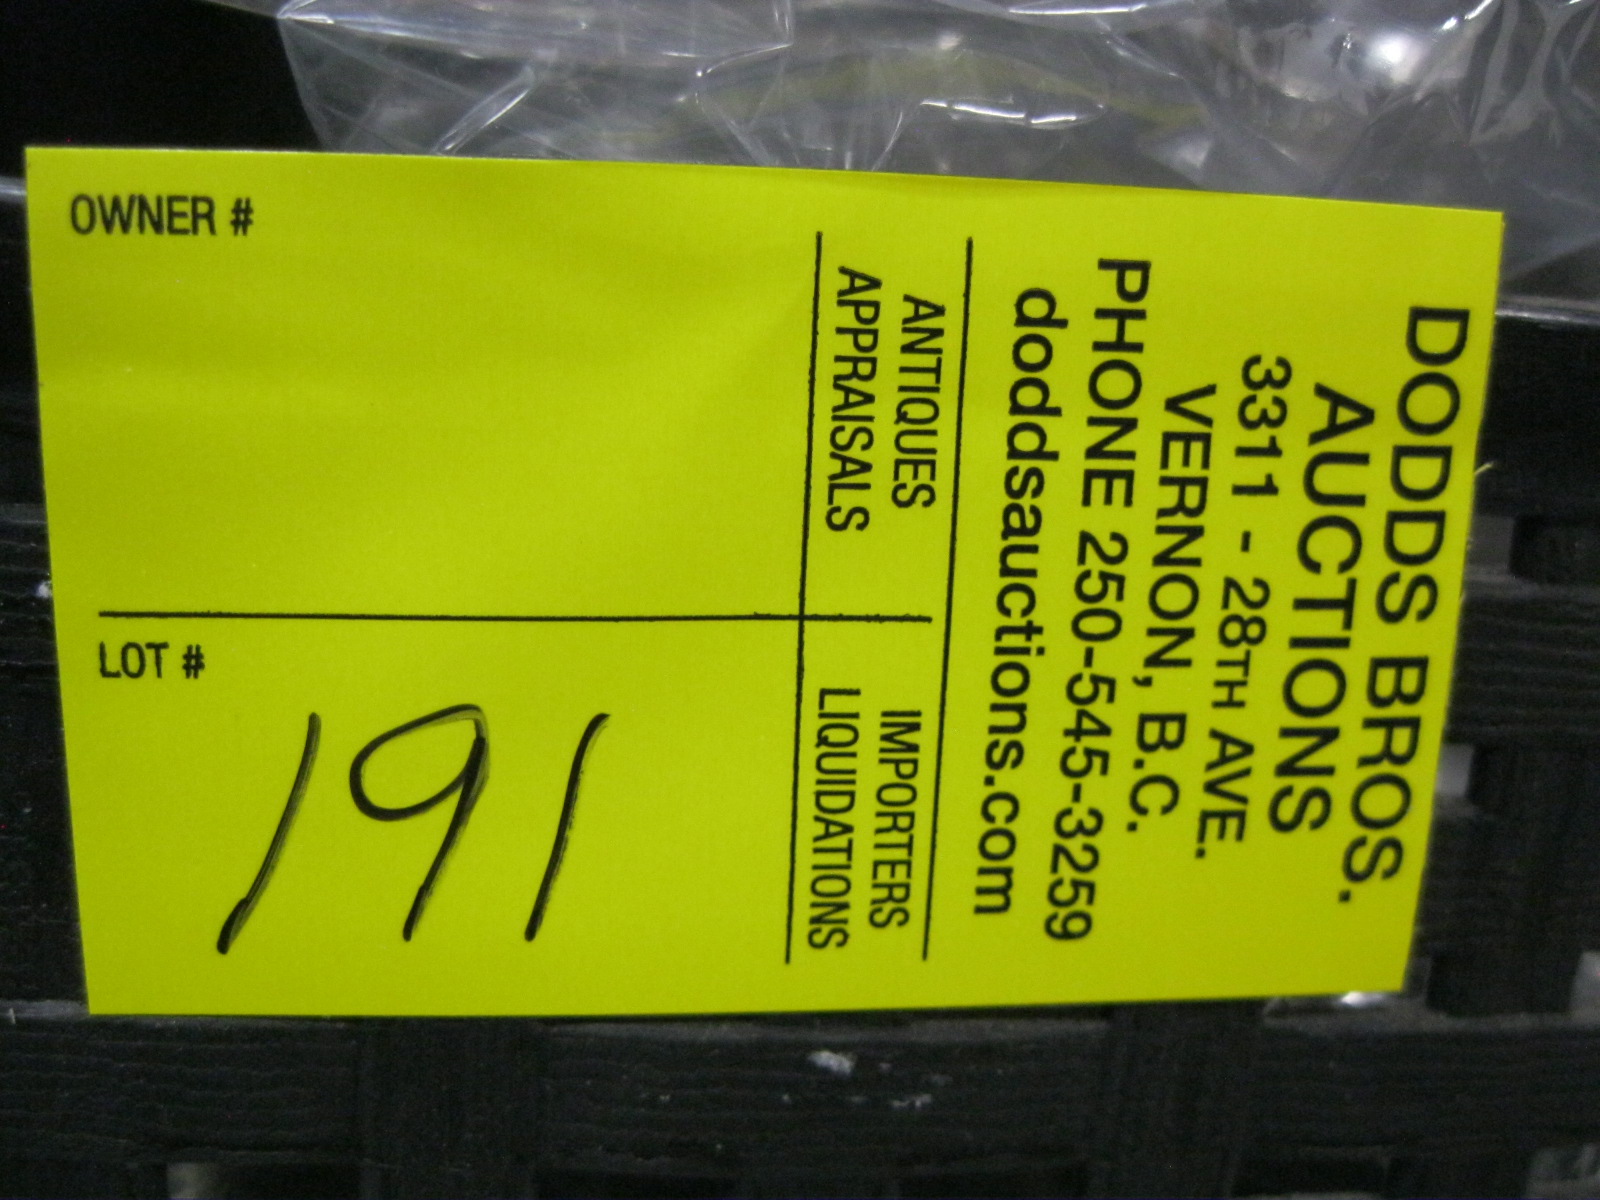 DODDS BROS.
AUCTIONS
3311 - 28TH AVE.
VERNON, B.C.
PHONE 250-545-3259
doddsauctions.com
ANTIQUES
APPRAISALS
IMPORTERS
LIQUIDATIONS
OWNER #
LOT #
191